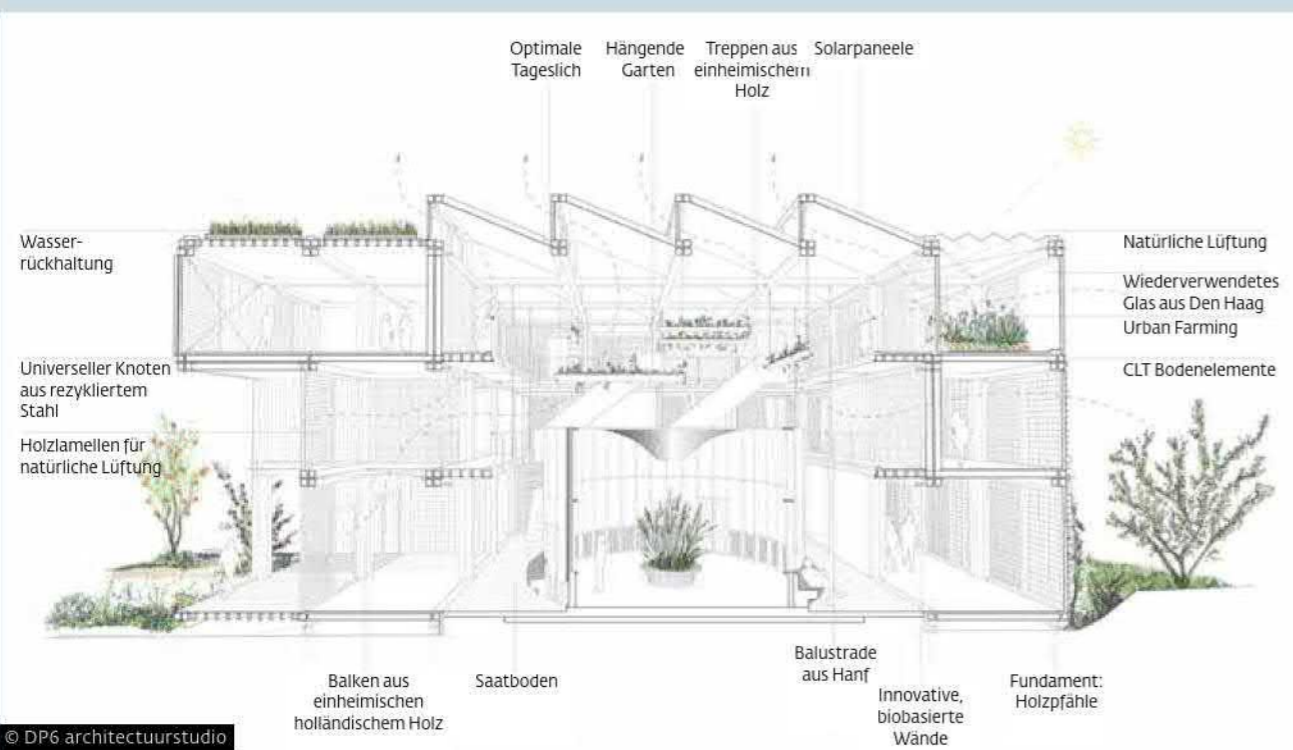 Optimale
Tageslich
Hängende
Garten
Treppen aus
einheimischem
Holz
Solarpaneele
Wasser-
rückhaltung
Universeller Knoten
aus rezykliertem
Stahl
Holzlamellen für
natürliche Lüftung
Natürliche Lüftung
Wiederverwendetes
Glas aus Den Haag
Urban Farming
CLT Bodenelemente
Balken aus
einheimischen
holländischem Holz
Saatboden
Balustrade
aus Hanf
Innovative,
biobasierte
Wände
Fundament:
Holzpfähle
© DP6 architectuurstudio